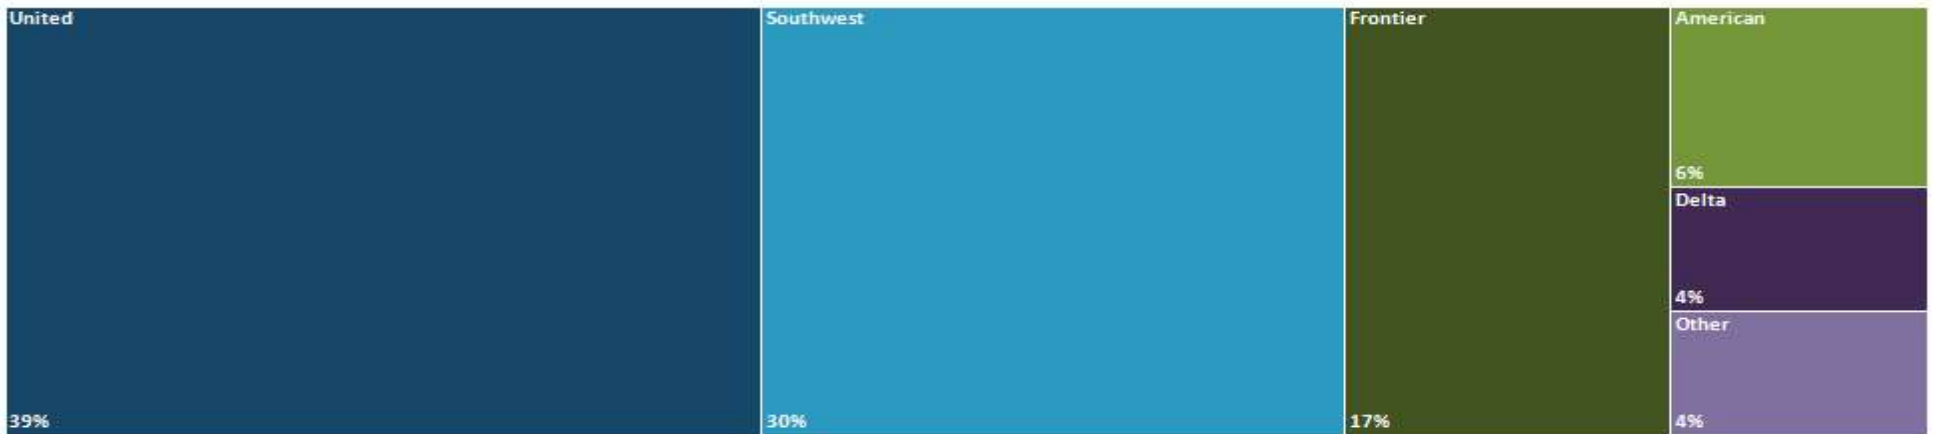 United
39%
Southwest
30%
Frontier
17%
American
6%
Delta
4%
Other
4%